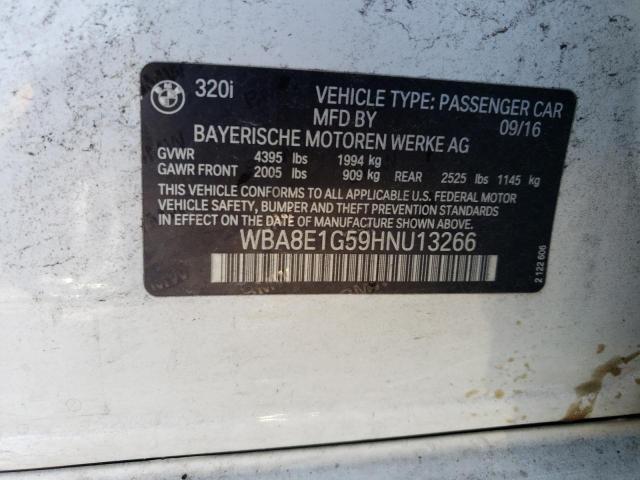 320i VEHICLE TYPE: PASSENGER CAR
MFD BY 09/16
BAYERISCHE MOTOREN WERKE AG
GVWR 4395 lbs 1994 kg
GAWR FRONT 2005 lbs 909 kg REAR 2525 lbs 1145 kg
THIS VEHICLE CONFORMS TO ALL APPLICABLE U.S. FEDERAL MOTOR
VEHICLE SAFETY, BUMPER, AND THEFT PREVENTION STANDARDS
IN EFFECT ON THE DATE OF MANUFACTURE SHOWN ABOVE.
WBA8E1G59HNU13266
2 122 606